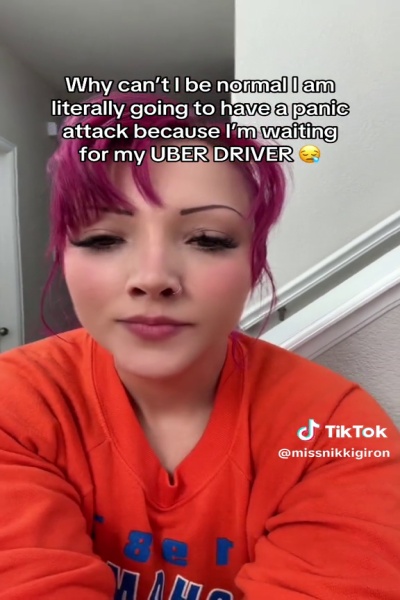 Why can't I be normal I am
literally going to have a panic
attack because I'm waiting
for my UBER DRIVER 😪
TikTok
@missnikkigiron